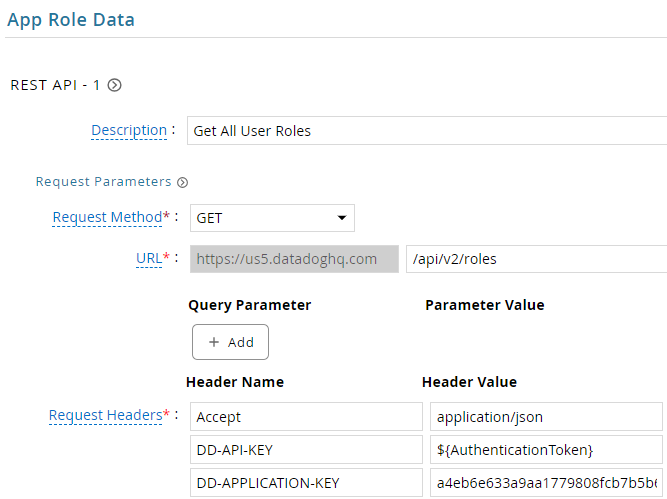 App Role Data
REST API - 1
Description :
Get All User Roles
Request Parameters
Request Method* :
GET
URL* :
https://us5.datadoghq.com
/api/v2/roles
Query Parameter Parameter Value
+ Add
Header Name Header Value
Request Headers* :
Accept application/json
DD-API-KEY ${AuthenticationToken}
DD-APPLICATION-KEY a4eb6e633a9aa1779808fcb7b5b6